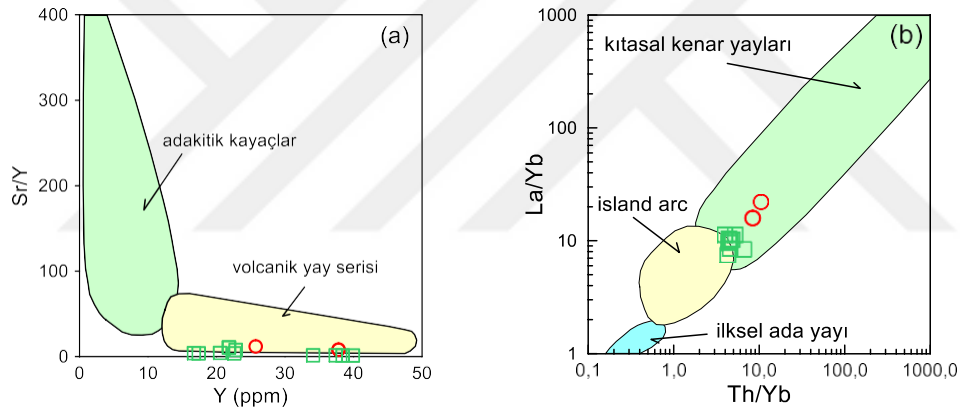 400
300
200
100
0
Sr/Y
(a)
adakitik kayaçlar
volcanik yay serisi
0
10
20
30
40
50
Y (ppm)
1000
100
10
1
La/Yb
(b)
kıtasal kenar yayları
island arc
ilksel ada yayı
0,1
1,0
10,0
100,0
1000,0
Th/Yb